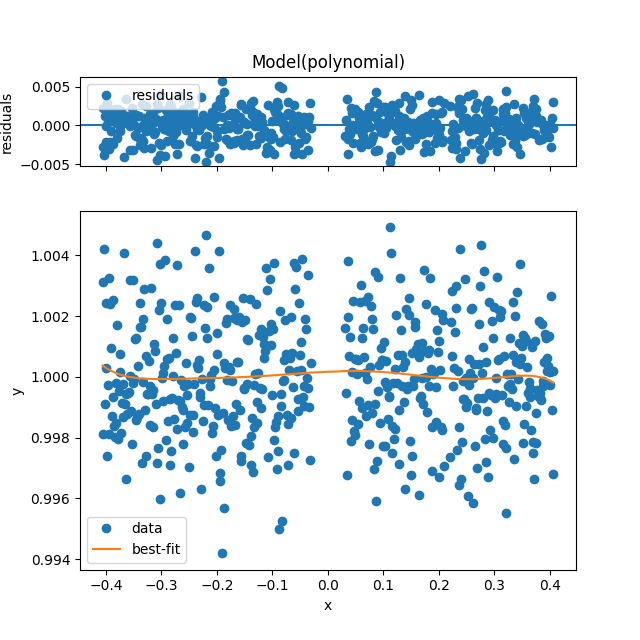 Model(polynomial)
0.005
0.000
−0.005
residuals
residuals
1.004
1.002
1.000
0.998
0.996
0.994
y
data
best-fit
−0.4 −0.3 −0.2 −0.1 0.0 0.1 0.2 0.3 0.4
x